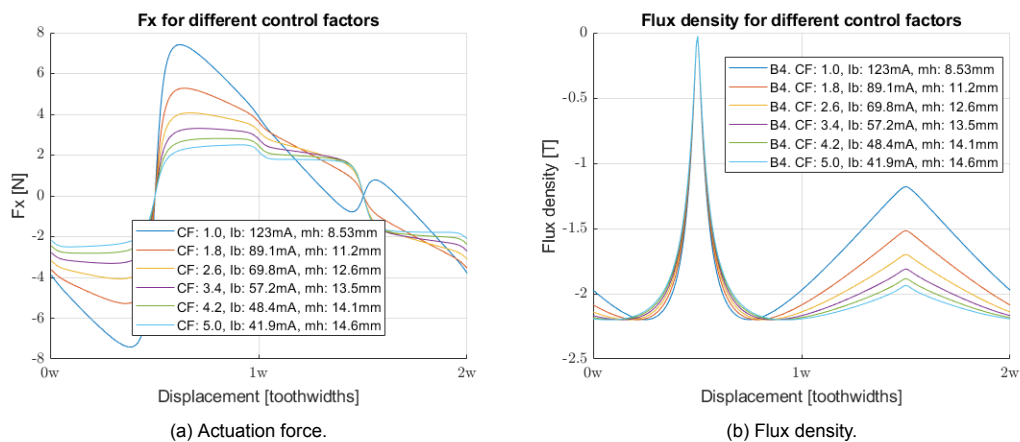 Fx for different control factors
8
6
4
2
0
-2
-4
-6
-8
Fx [N]
CF: 1.0, Ib: 123mA, mh: 8.53mm
CF: 1.8, Ib: 89.1mA, mh: 11.2mm
CF: 2.6, Ib: 69.8mA, mh: 12.6mm
CF: 3.4, Ib: 57.2mA, mh: 13.5mm
CF: 4.2, Ib: 48.4mA, mh: 14.1mm
CF: 5.0, Ib: 41.9mA, mh: 14.6mm
0w 1w 2w
Displacement [toothwidths]
(a) Actuation force.
Flux density for different control factors
0
-0.5
-1
-1.5
-2
-2.5
Flux density [T]
B4. CF: 1.0, Ib: 123mA, mh: 8.53mm
B4. CF: 1.8, Ib: 89.1mA, mh: 11.2mm
B4. CF: 2.6, Ib: 69.8mA, mh: 12.6mm
B4. CF: 3.4, Ib: 57.2mA, mh: 13.5mm
B4. CF: 4.2, Ib: 48.4mA, mh: 14.1mm
B4. CF: 5.0, Ib: 41.9mA, mh: 14.6mm
0w 1w 2w
Displacement [toothwidths]
(b) Flux density.